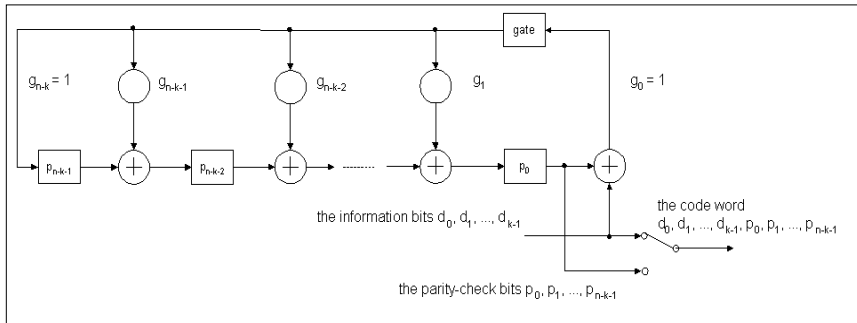 gate
g_{n-k} = 1
g_{n-k-1}
g_{n-k-2}
g_1
g_0 = 1
p_{n-k-1}
p_{n-k-2}
p_0
the information bits d_0, d_1, ..., d_{k-1}
the code word
d_0, d_1, ..., d_{k-1}, p_0, p_1, ..., p_{n-k-1}
the parity-check bits p_0, p_1, ..., p_{n-k-1}